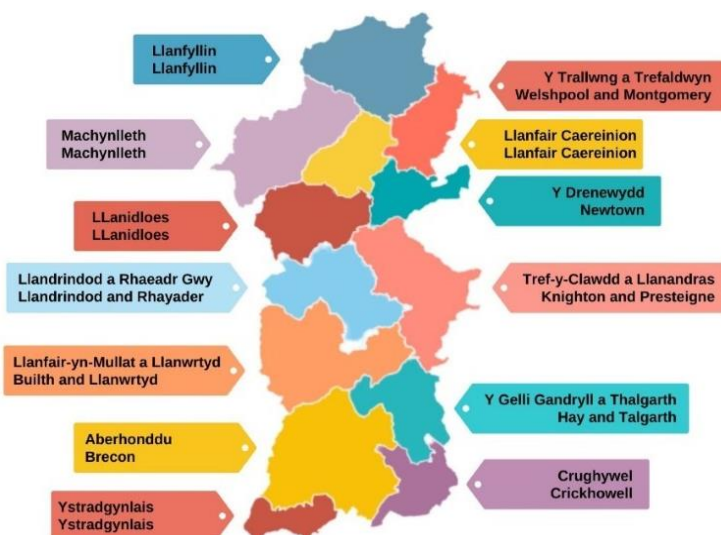 Llanfyllin
Llanfyllin
Y Trallwng a Trefaldwyn
Welshpool and Montgomery
Machynlleth
Machynlleth
Llanfair Caereinion
Llanfair Caereinion
Y Drenewydd
Newtown
LLanidloes
LLanidloes
Llandrindod a Rhaeadr Gwy
Llandrindod and Rhayader
Tref-y-Clawdd a Llanandras
Knighton and Presteigne
Llanfair-yn-Mullat a Llanwrtyd
Builth and Llanwrtyd
Y Gelli Gandryll a Thalgarth
Hay and Talgarth
Aberhonddu
Brecon
Crughywel
Crickhowell
Ystradgynlais
Ystradgynlais